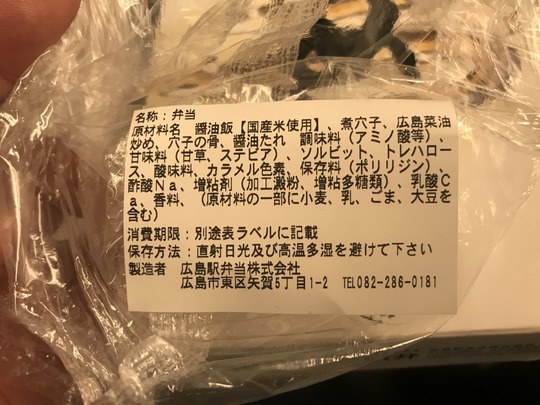 名称：弁当
原材料名　醤油飯【国産米使用】　煮穴子、広島菜油
炒め、穴子の骨、醤油たれ　調味料（アミノ酸等）、
甘味料（甘草、ステビア）、ソルビット、トレハロー
ス、酸味料、カラメル色素、保存料（ポリリジン）、
酢酸Ｎａ、増粘剤（加工澱粉、増粘多糖類）、乳酸Ｃ
ａ、香料、（原材料の一部に小麦、乳、ごま、大豆を
含む）
消費期限：別途表ラベルに記載
保存方法：直射日光及び高温多湿を避けて下さい
製造者　広島駅弁当株式会社
広島市東区矢賀5丁目1-2　TEL082-286-0181